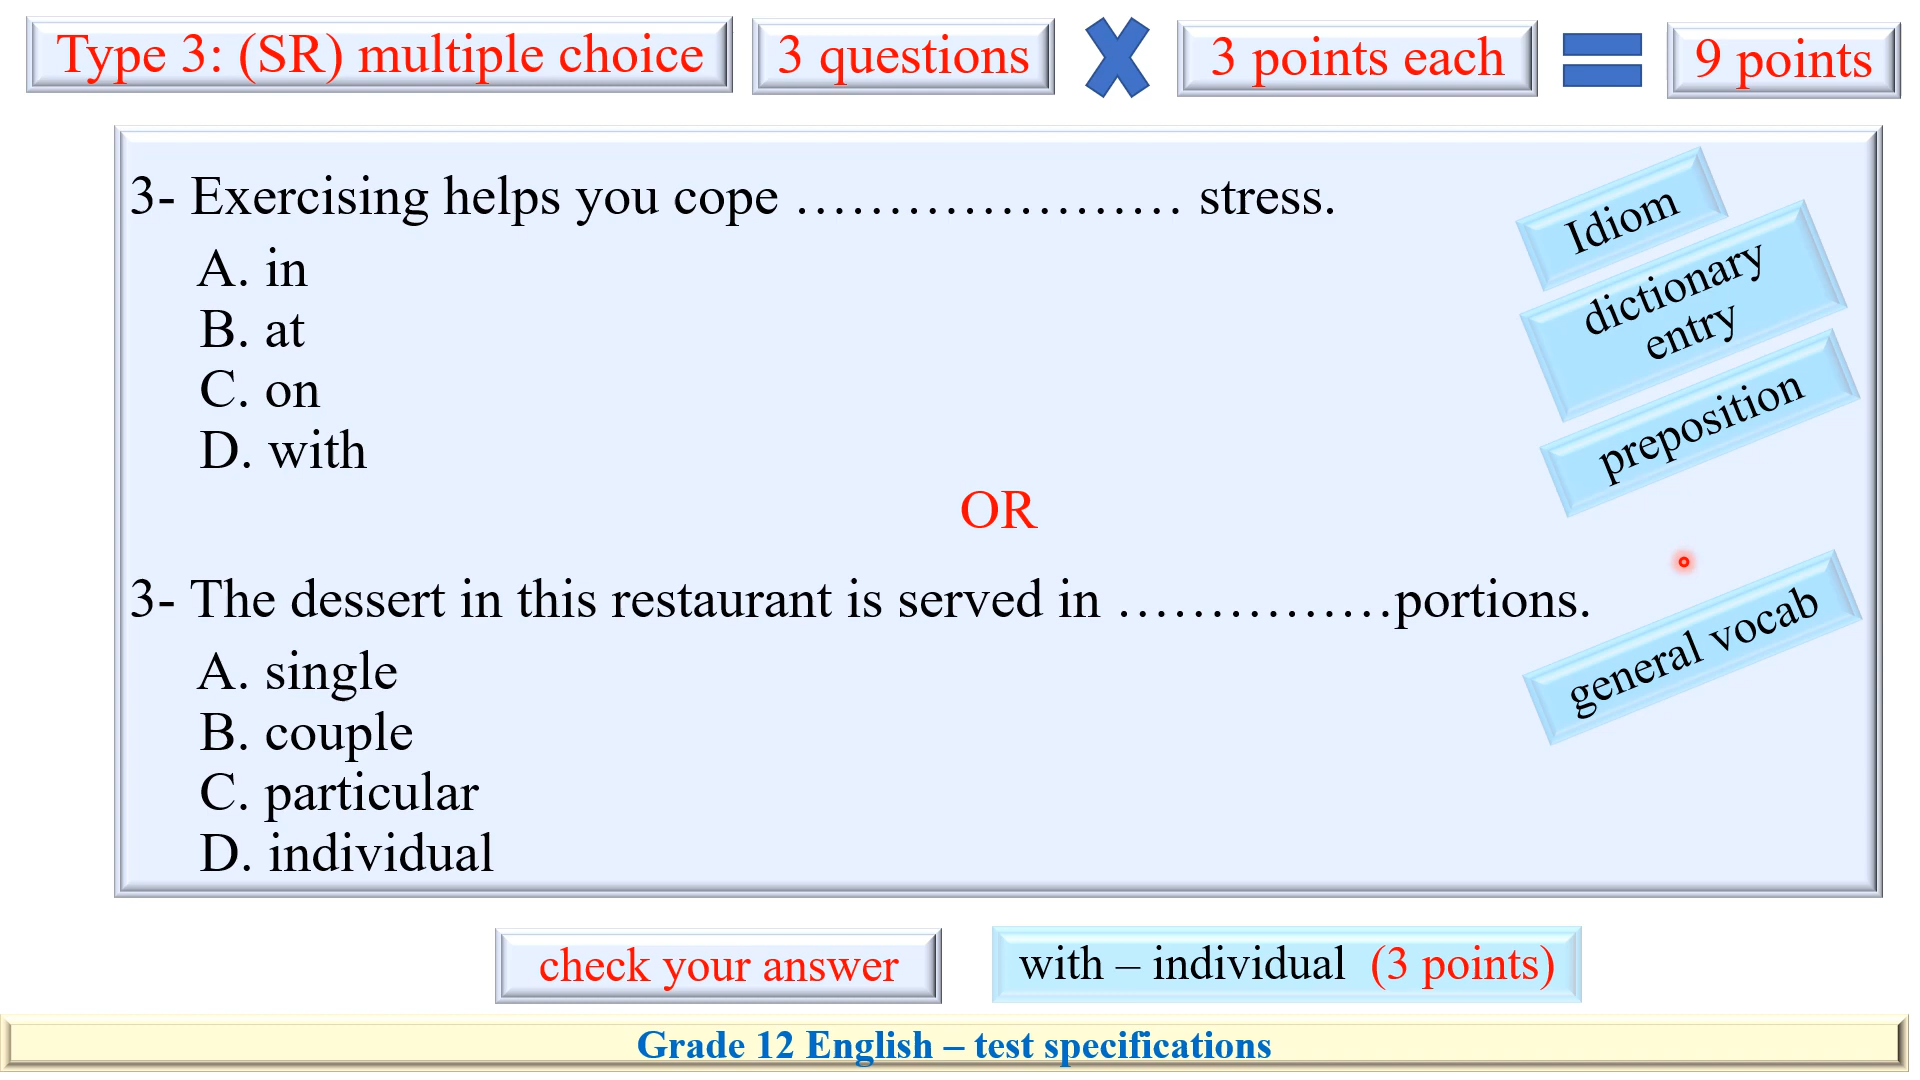 Type 3: (SR) multiple choice 3 questions 3 points each 9 points
3- Exercising helps you cope ………………… stress.
A. in
B. at
C. on
D. with
OR
3- The dessert in this restaurant is served in ……………portions.
A. single
B. couple
C. particular
D. individual
Idiom
dictionary
entry
preposition
general vocab
check your answer with – individual (3 points)
Grade 12 English – test specifications